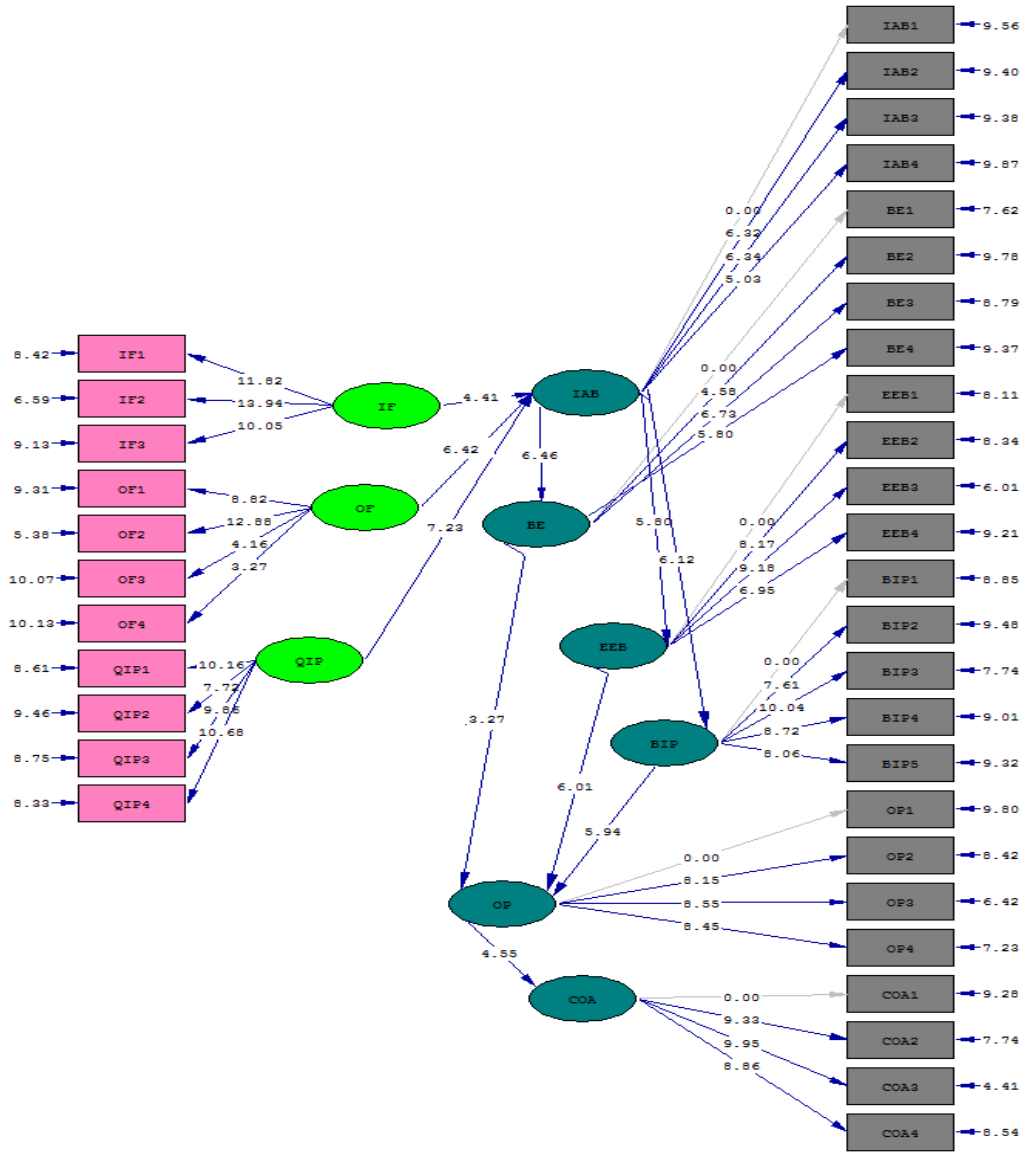 IAB1 9.56
IAB2 9.40
IAB3 9.38
IAB4 9.87
0.00 BE1 7.62
6.32
6.34 BE2 9.78
5.03
BE3 8.79
8.42 IF1 BE4 9.37
11.82 0.00
6.59 IF2 13.94 IF 4.41 IAB 4.58 EEB1 8.11
10.05 6.73
9.13 IF3 6.42 6.46 5.80 EEB2 8.34
9.31 OF1 8.82 EEB3 6.01
12.88 OF 7.23 BE 5.80 0.00
5.38 OF2 4.16 8.17 EEB4 9.21
3.27 6.12 9.18
10.07 OF3 6.95 BIP1 8.85
10.13 OF4 BIP2 9.48
8.61 QIP1 10.16 QIP EEB 0.00 BIP3 7.74
7.72 7.61
9.46 QIP2 9.86 3.27 10.04 BIP4 9.01
10.68 BIP 8.72
8.75 QIP3 8.06 BIP5 9.32
8.33 QIP4 6.01 OP1 9.80
5.94
0.00 OP2 8.42
8.15
OP 8.55 OP3 6.42
8.45
4.55 OP4 7.23
COA 0.00 COA1 9.28
9.33
9.95 COA2 7.74
8.86
COA3 4.41
COA4 8.54